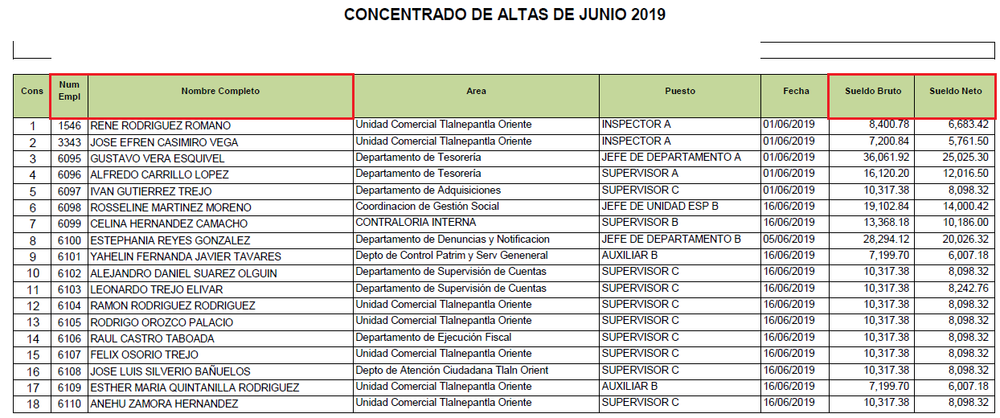 CONCENTRADO DE ALTAS DE JUNIO 2019
Cons Num Empl Nombre Completo Area Puesto Fecha Sueldo Bruto Sueldo Neto
1 1546 RENE RODRIGUEZ ROMANO Unidad Comercial Tlalnepantla Oriente INSPECTOR A 01/06/2019 8,400.78 6,683.42
2 3343 JOSE EFREN CASIMIRO VEGA Unidad Comercial Tlalnepantla Oriente INSPECTOR A 01/06/2019 7,200.84 5,761.50
3 6095 GUSTAVO VERA ESQUIVEL Departamento de Tesorería JEFE DE DEPARTAMENTO A 01/06/2019 36,061.92 25,025.30
4 6096 ALFREDO CARRILLO LOPEZ Departamento de Tesorería SUPERVISOR A 01/06/2019 16,120.20 12,016.50
5 6097 IVAN GUTIERREZ TREJO Departamento de Adquisiciones SUPERVISOR C 01/06/2019 10,317.38 8,098.32
6 6098 ROSSELINE MARTINEZ MORENO Coordinacion de Gestión Social JEFE DE UNIDAD ESP B 16/06/2019 19,102.84 14,000.42
7 6099 CELINA HERNANDEZ CAMACHO CONTRALORIA INTERNA SUPERVISOR B 16/06/2019 13,368.18 10,186.00
8 6100 ESTEPHANIA REYES GONZALEZ Departamento de Denuncias y Notificacion JEFE DE DEPARTAMENTO B 05/06/2019 28,294.12 20,026.32
9 6101 YAHELIN FERNANDA JAVIER TAVARES Depto de Control Patrim y Serv Geneneral AUXILIAR B 16/06/2019 7,199.70 6,007.18
10 6102 ALEJANDRO DANIEL SUAREZ OLGUIN Departamento de Supervisión de Cuentas SUPERVISOR C 16/06/2019 10,317.38 8,098.32
11 6103 LEONARDO TREJO ELIVAR Departamento de Supervisión de Cuentas SUPERVISOR C 16/06/2019 10,317.38 8,242.76
12 6104 RAMON RODRIGUEZ RODRIGUEZ Unidad Comercial Tlalnepantla Oriente SUPERVISOR C 16/06/2019 10,317.38 8,098.32
13 6105 RODRIGO OROZCO PALACIO Unidad Comercial Tlalnepantla Oriente SUPERVISOR C 16/06/2019 10,317.38 8,098.32
14 6106 RAUL CASTRO TABOADA Departamento de Ejecución Fiscal SUPERVISOR C 16/06/2019 10,317.38 8,098.32
15 6107 FELIX OSORIO TREJO Unidad Comercial Tlalnepantla Oriente SUPERVISOR C 16/06/2019 10,317.38 8,098.32
16 6108 JOSE LUIS SILVERIO BAÑUELOS Depto de Atención Ciudadana Tlaln Orient SUPERVISOR C 16/06/2019 10,317.38 8,098.32
17 6109 ESTHER MARIA QUINTANILLA RODRIGUEZ Unidad Comercial Tlalnepantla Oriente AUXILIAR B 16/06/2019 7,199.70 6,007.18
18 6110 ANEHU ZAMORA HERNANDEZ Unidad Comercial Tlalnepantla Oriente SUPERVISOR C 16/06/2019 10,317.38 8,098.32